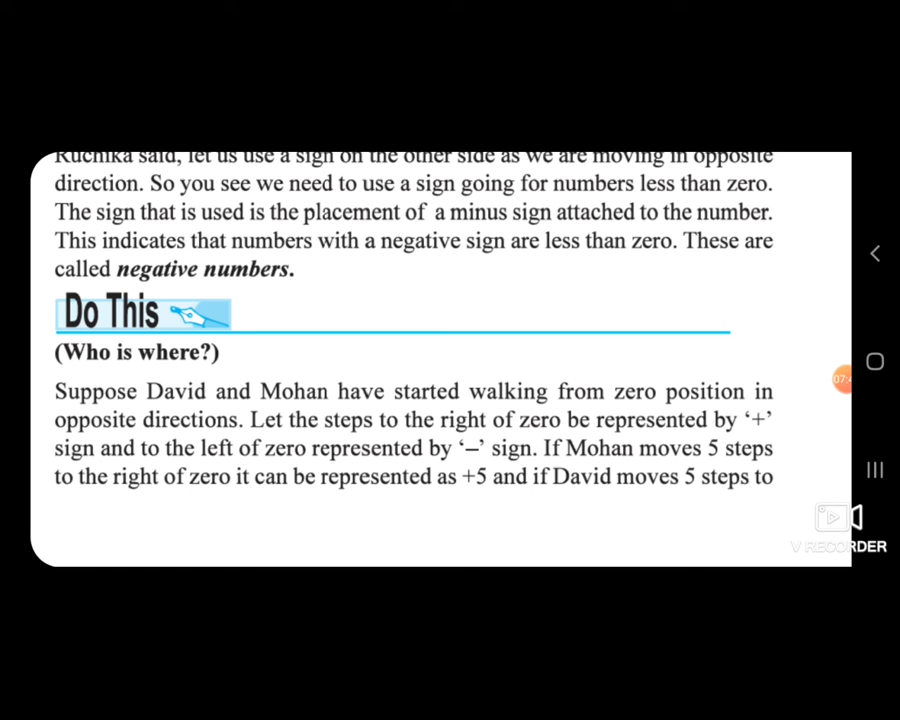 Ruchika said, let us use a sign on the other side as we are moving in opposite
direction. So you see we need to use a sign going for numbers less than zero.
The sign that is used is the placement of a minus sign attached to the number.
This indicates that numbers with a negative sign are less than zero. These are
called negative numbers.
Do This
(Who is where?)
Suppose David and Mohan have started walking from zero position in
opposite directions. Let the steps to the right of zero be represented by ‘+’
sign and to the left of zero represented by ‘–’ sign. If Mohan moves 5 steps
to the right of zero it can be represented as +5 and if David moves 5 steps to
V RECORDER